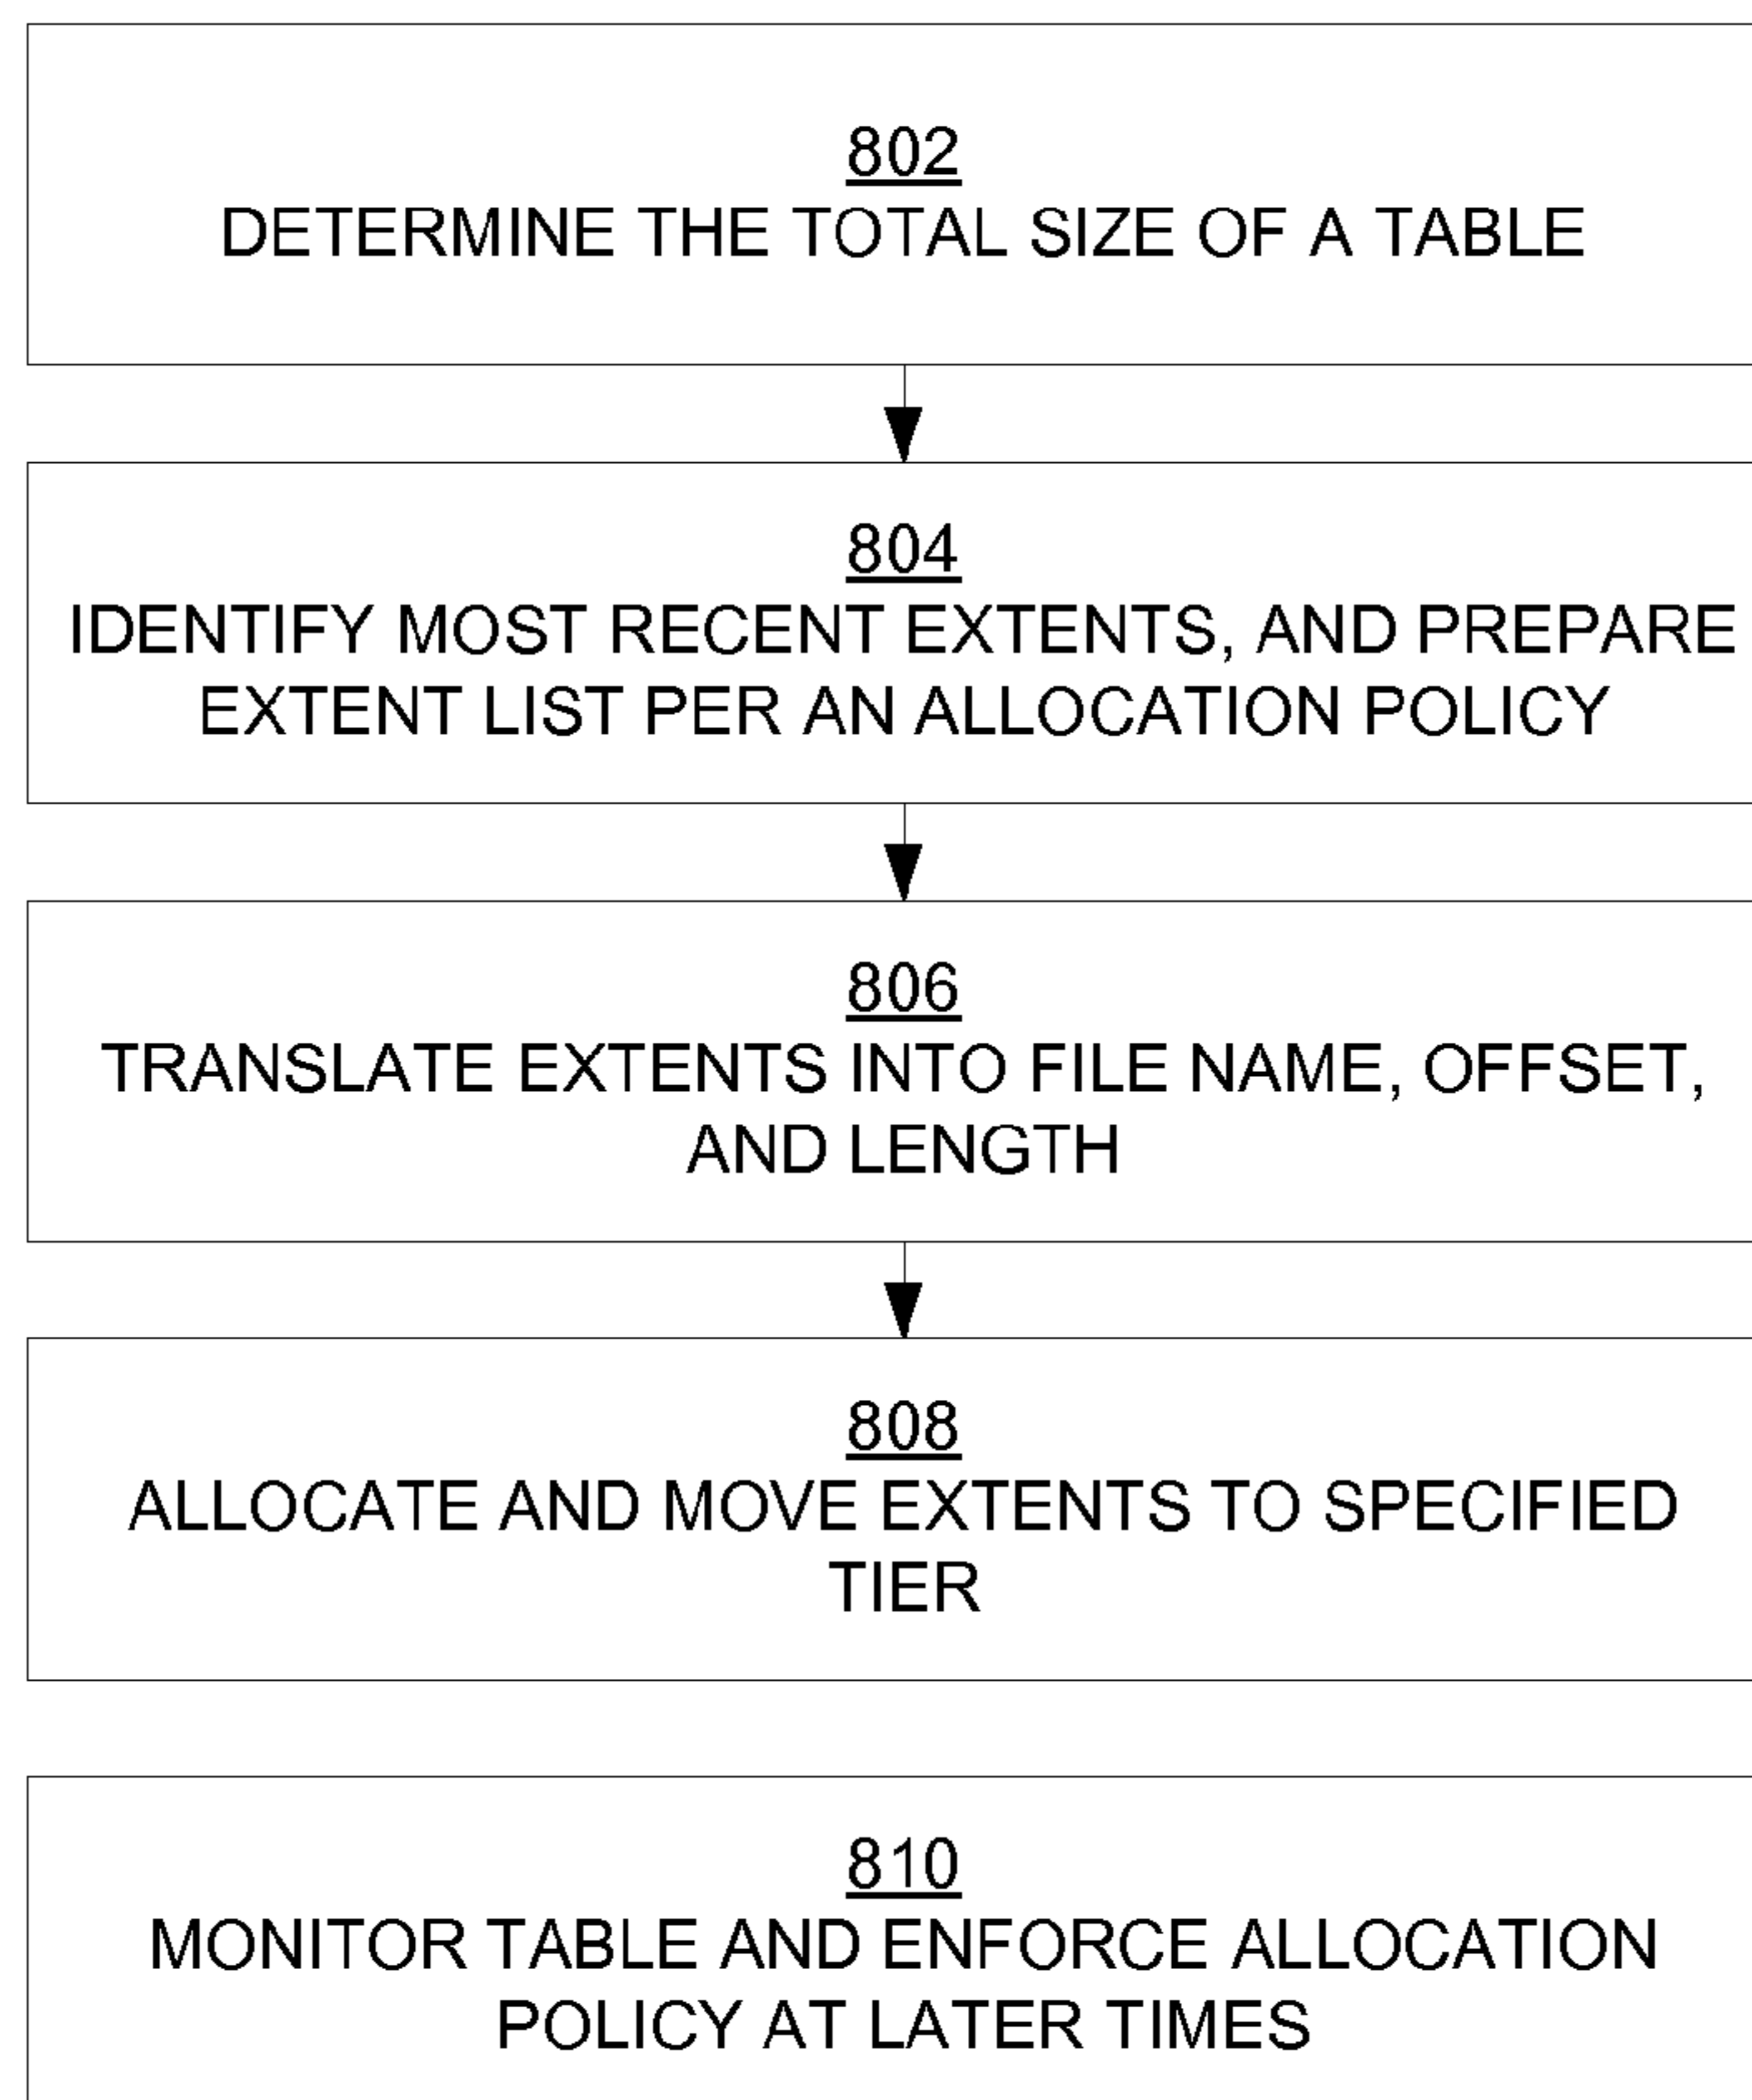 802
DETERMINE THE TOTAL SIZE OF A TABLE
804
IDENTIFY MOST RECENT EXTENTS, AND PREPARE
EXTENT LIST PER AN ALLOCATION POLICY
806
TRANSLATE EXTENTS INTO FILE NAME, OFFSET,
AND LENGTH
808
ALLOCATE AND MOVE EXTENTS TO SPECIFIED
TIER
810
MONITOR TABLE AND ENFORCE ALLOCATION
POLICY AT LATER TIMES